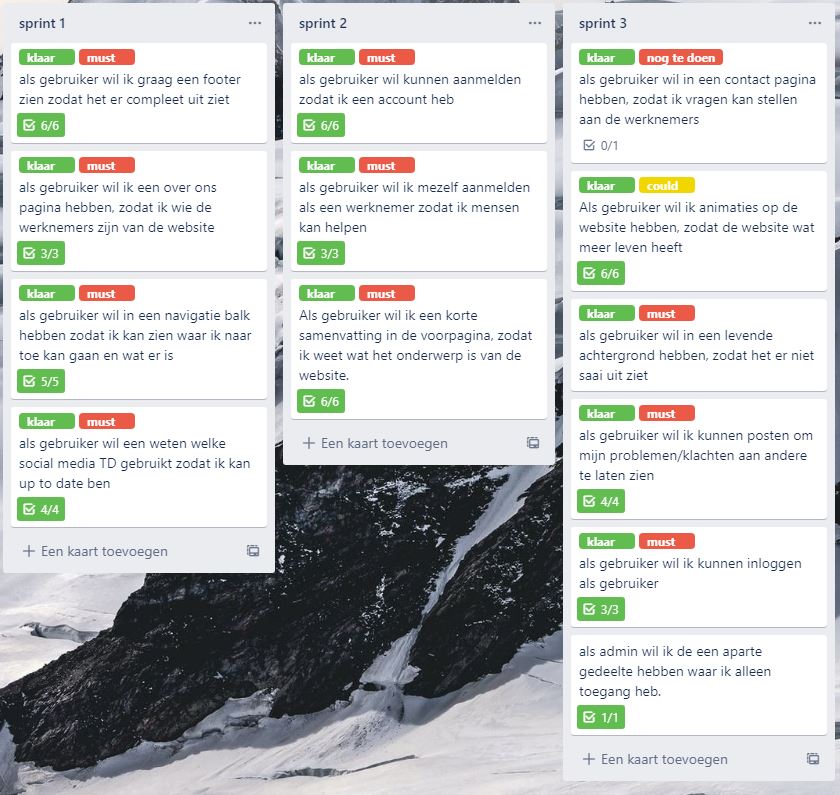 sprint 1
klaar must
als gebruiker wil ik graag een footer
zien zodat het er compleet uit ziet
6/6
klaar must
als gebruiker wil ik een over ons
pagina hebben, zodat ik wie de
werknemers zijn van de website
3/3
klaar must
als gebruiker wil in een navigatie balk
hebben zodat ik kan zien waar ik naar
toe kan gaan en wat er is
5/5
klaar must
als gebruiker wil een weten welke
social media TD gebruikt zodat ik kan
up to date ben
4/4
Een kaart toevoegen
sprint 2
klaar must
als gebruiker wil kunnen aanmelden
zodat ik een account heb
6/6
klaar must
als gebruiker wil ik mezelf aanmelden
als een werknemer zodat ik mensen
kan helpen
3/3
klaar must
Als gebruiker wil ik een korte
samenvatting in de voorpagina, zodat
ik weet wat het onderwerp is van de
website.
6/6
Een kaart toevoegen
sprint 3
klaar nog te doen
als gebruiker wil in een contact pagina
hebben, zodat ik vragen kan stellen
aan de werknemers
0/1
klaar could
Als gebruiker wil ik animaties op de
website hebben, zodat de website wat
meer leven heeft
6/6
klaar must
als gebruiker wil in een levende
achtergrond hebben, zodat het er niet
saai uit ziet
klaar must
als gebruiker wil ik kunnen posten om
mijn problemen/klachten aan andere
te laten zien
4/4
klaar must
als gebruiker wil ik kunnen inloggen
als gebruiker
3/3
als admin wil ik de een aparte
gedeelte hebben waar ik alleen
toegang heb.
1/1
Een kaart toevoegen